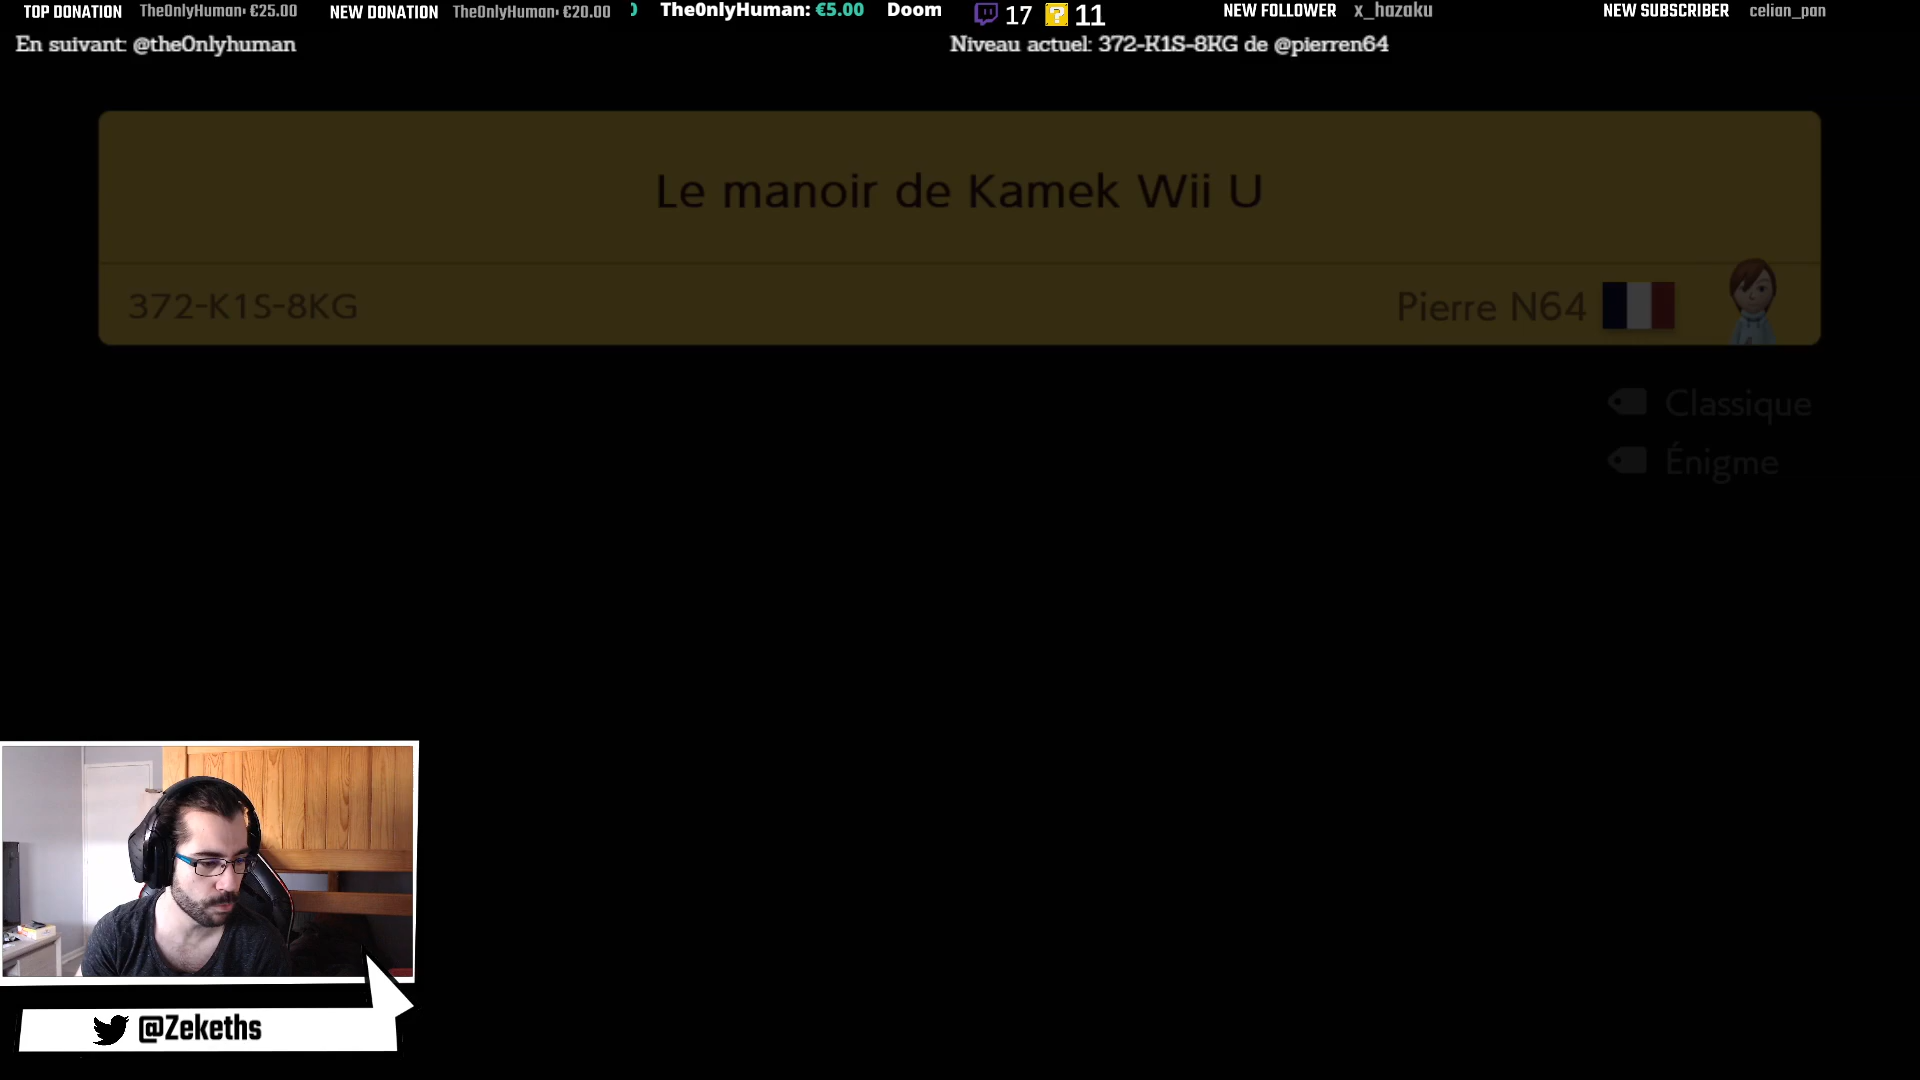 TOP DONATION TheOnlyHuman: €25.00 NEW DONATION TheOnlyHuman: €20.00 TheOnlyHuman: €5.00 Doom 17 11 NEW FOLLOWER x_hazaku NEW SUBSCRIBER celian_pan
En suivant: @the0nlyhuman Niveau actuel: 372-K1S-8KG de @pierren64
Le manoir de Kamek Wii U
372-K1S-8KG Pierre N64
Classique
Énigme
@Zekeths